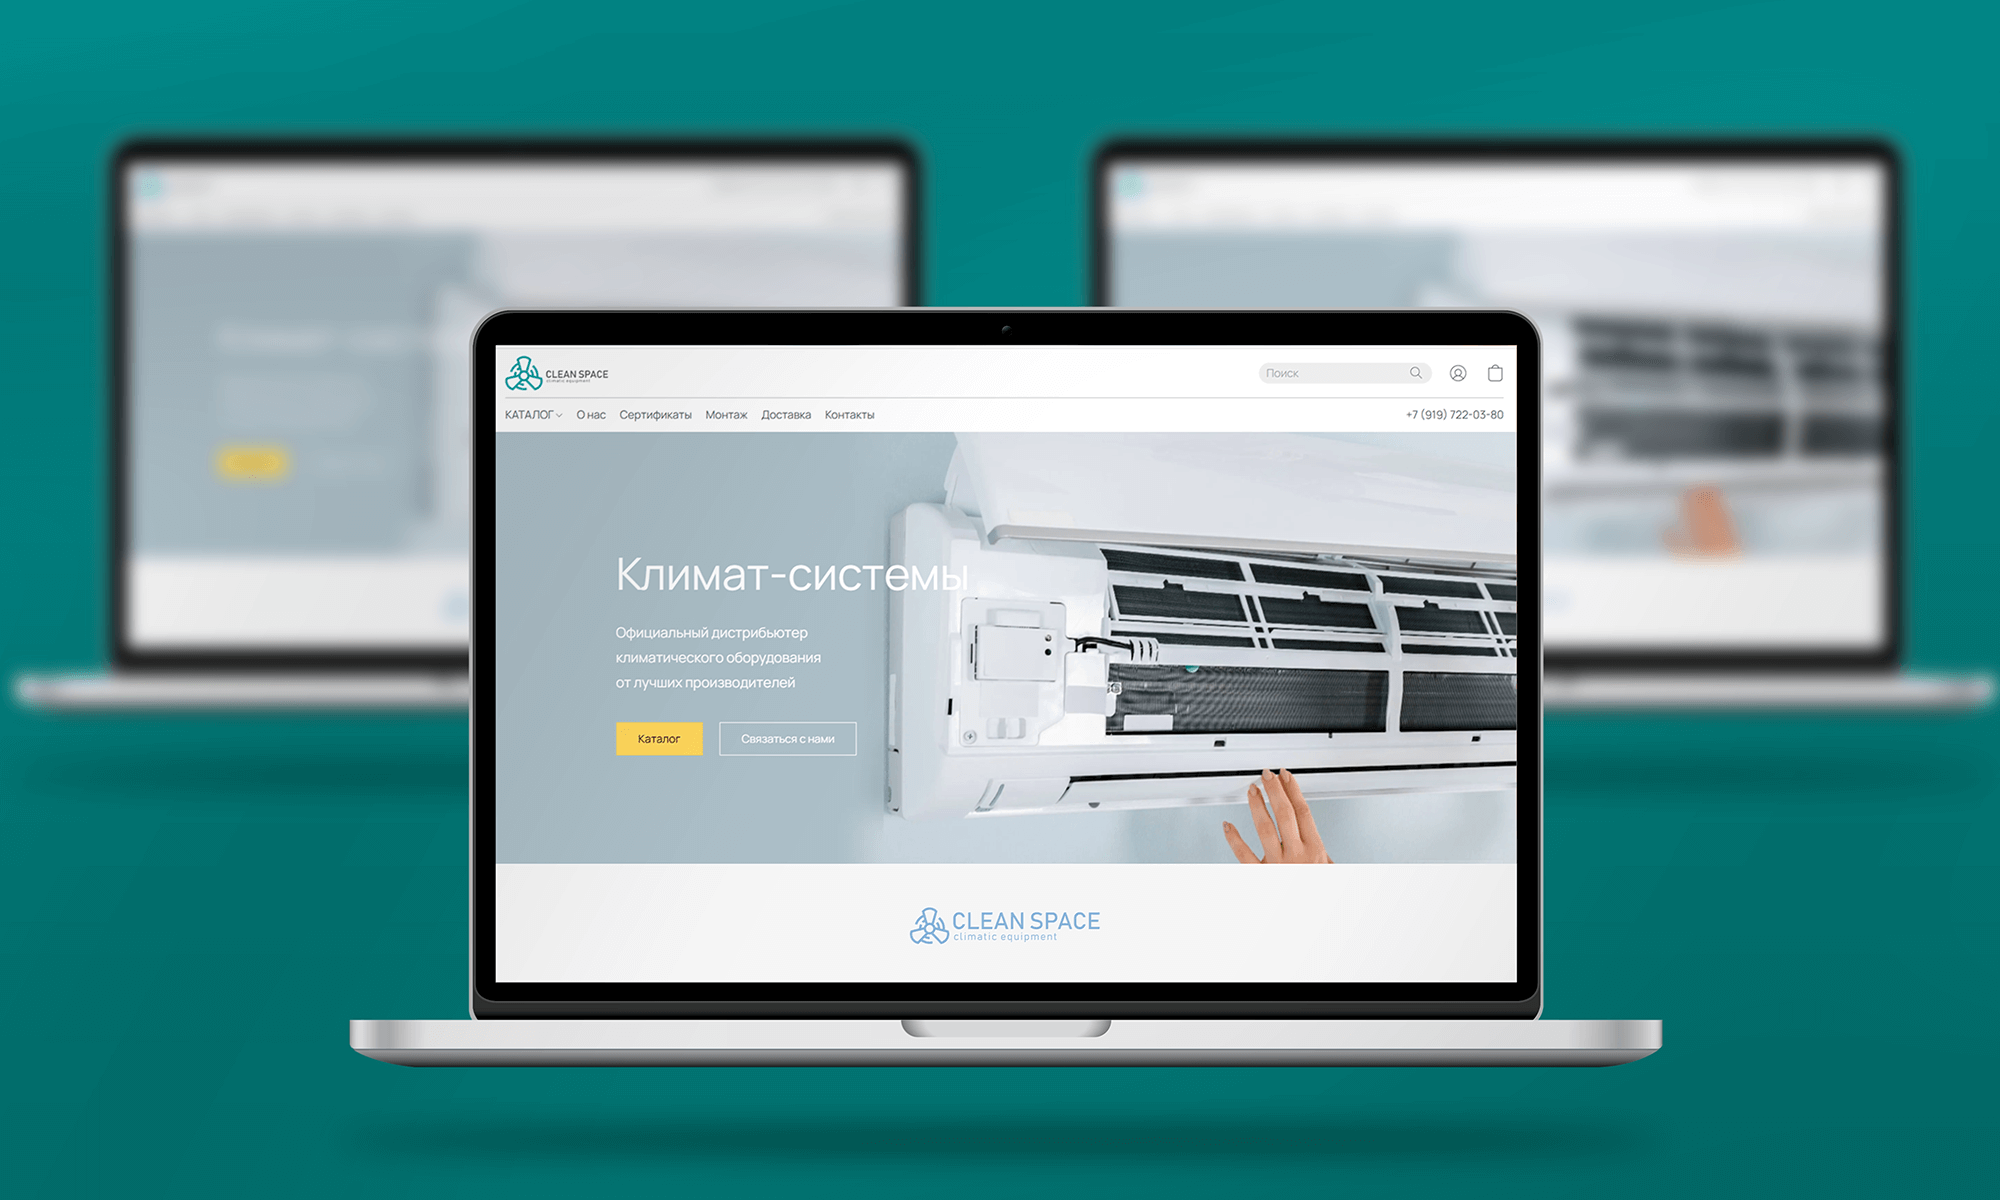 CLEAN SPACE
climatic equipment
Поиск
КАТАЛОГ О нас Сертификаты Монтаж Доставка Контакты
+7 (919) 722-03-80
Климат-системы
Официальный дистрибьютер
климатического оборудования
от лучших производителей
Каталог
Связаться с нами
CLEAN SPACE
climatic equipment